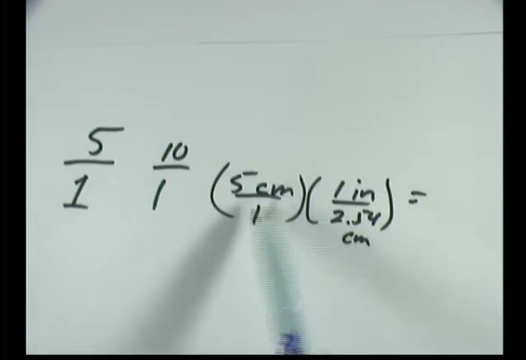 5/1 10/1 (5 cm/1)(1 in/2.54 cm) =